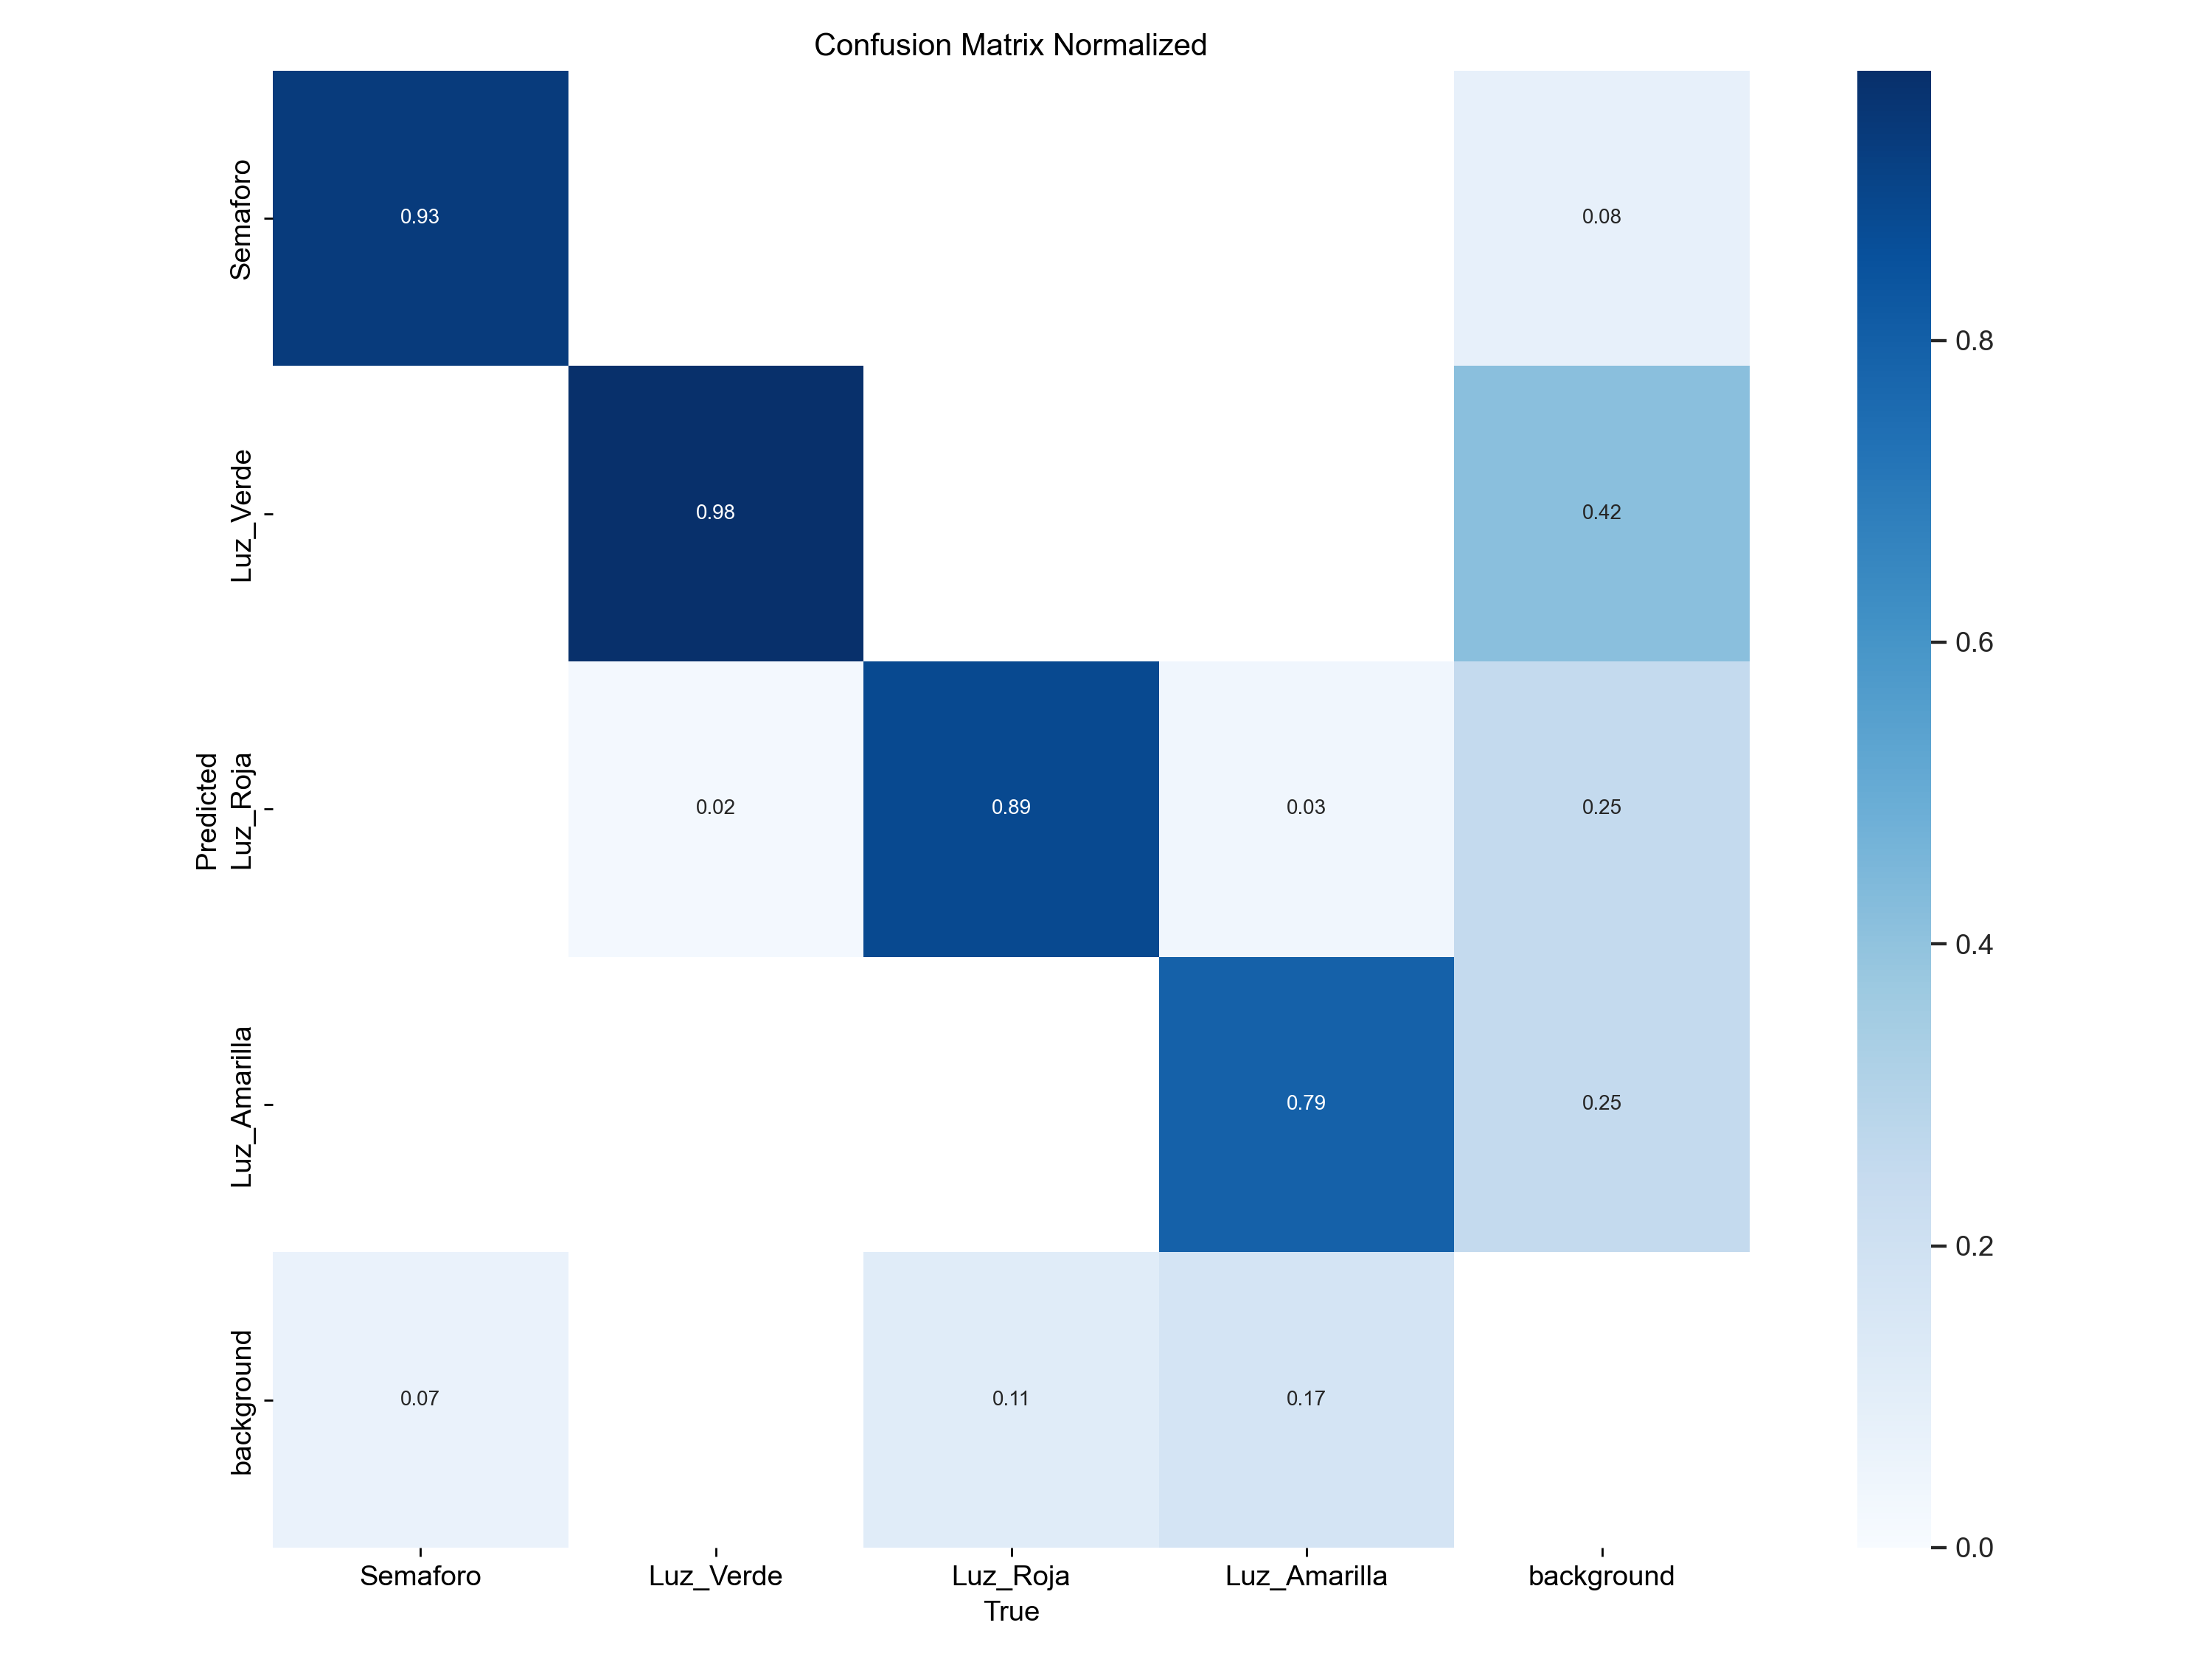 Confusion Matrix Normalized
Semaforo
0.93
0.08
Luz_Verde
0.98
0.42
Predicted
Luz_Roja
0.02
0.89
0.03
0.25
Luz_Amarilla
0.79
0.25
background
0.07
0.11
0.17
Semaforo
Luz_Verde
Luz_Roja
Luz_Amarilla
background
True
0.8
0.6
0.4
0.2
0.0